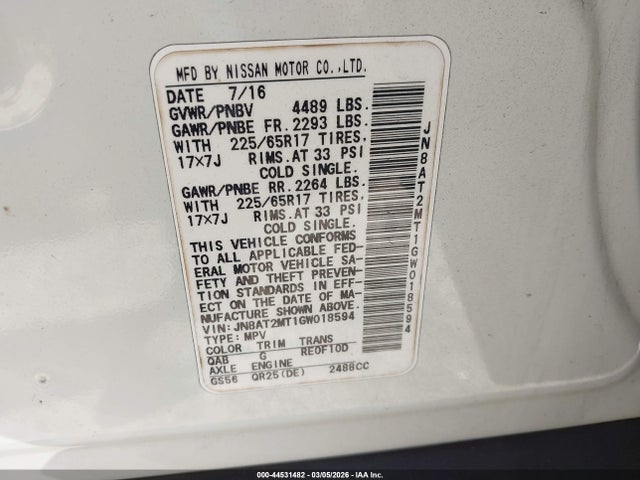 MFD BY NISSAN MOTOR CO.,LTD.
DATE 7/16
GVWR/PNBV 4489 LBS.
GAWR/PNBE FR. 2293 LBS.
WITH 225/65R17 TIRES,
17×7J RIMS.AT 33 PSI
COLD SINGLE.
GAWR/PNBE RR. 2264 LBS.
WITH 225/65R17 TIRES,
17×7J RIMS.AT 33 PSI
COLD SINGLE.
THIS VEHICLE CONFORMS
TO ALL APPLICABLE FED-
ERAL MOTOR VEHICLE SA-
FETY AND THEFT PREVEN-
TION STANDARDS IN EFF-
ECT ON THE DATE OF MA-
NUFACTURE SHOWN ABOVE.
VIN:JN8AT2MT1GW018594
TYPE:MPV
COLOR TRIM TRANS
QAB G RE0F10D
AXLE ENGINE
GS56 QR25(DE) 2488CC
JN8AT2MT1GW018594
000-44531482 - 03/05/2026 - IAA Inc.